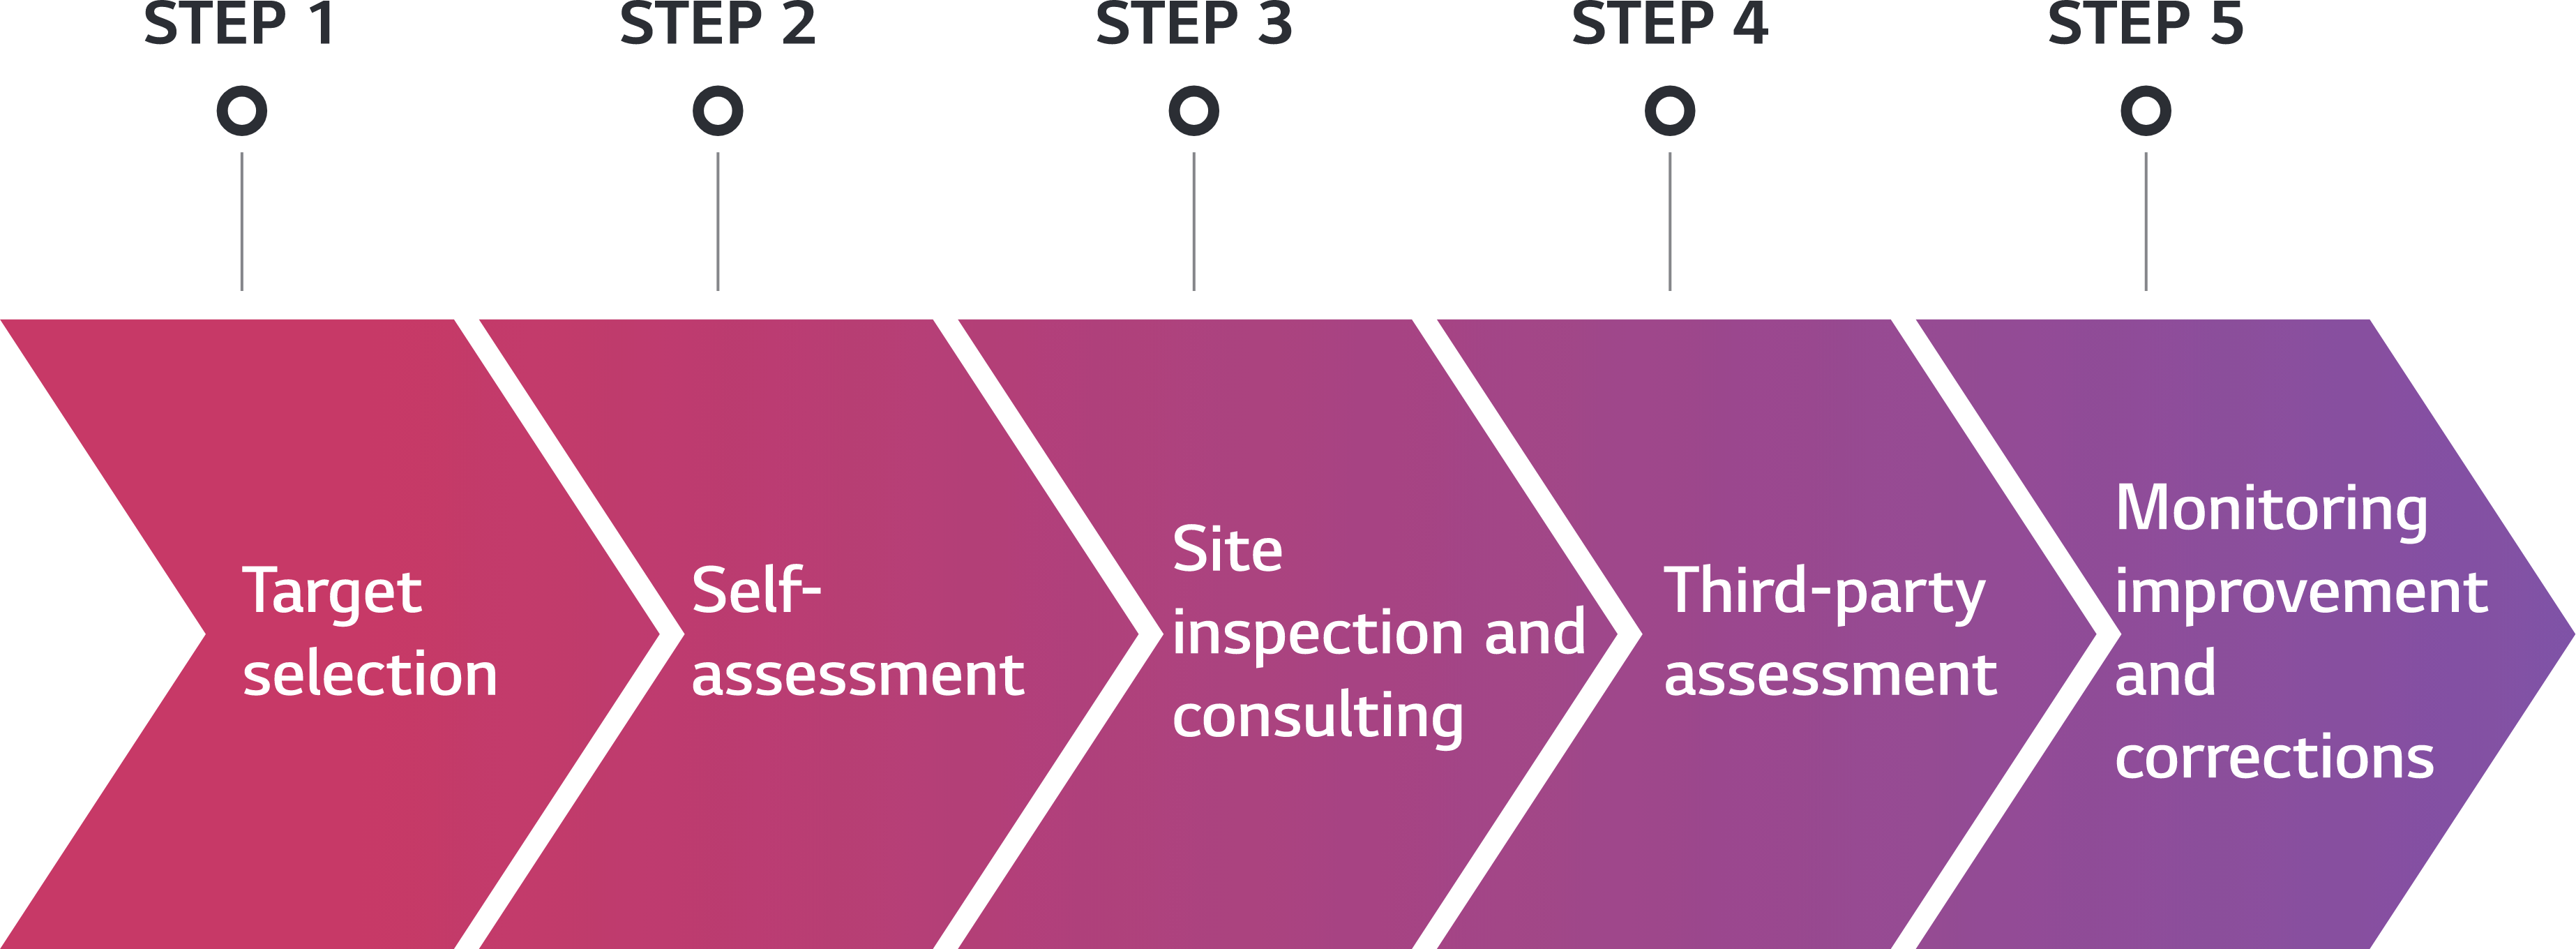 STEP 1
STEP 2
STEP 3
STEP 4
STEP 5
Target
selection
Self-
assessment
Site
inspection and
consulting
Third-party
assessment
Monitoring
improvement
and
corrections